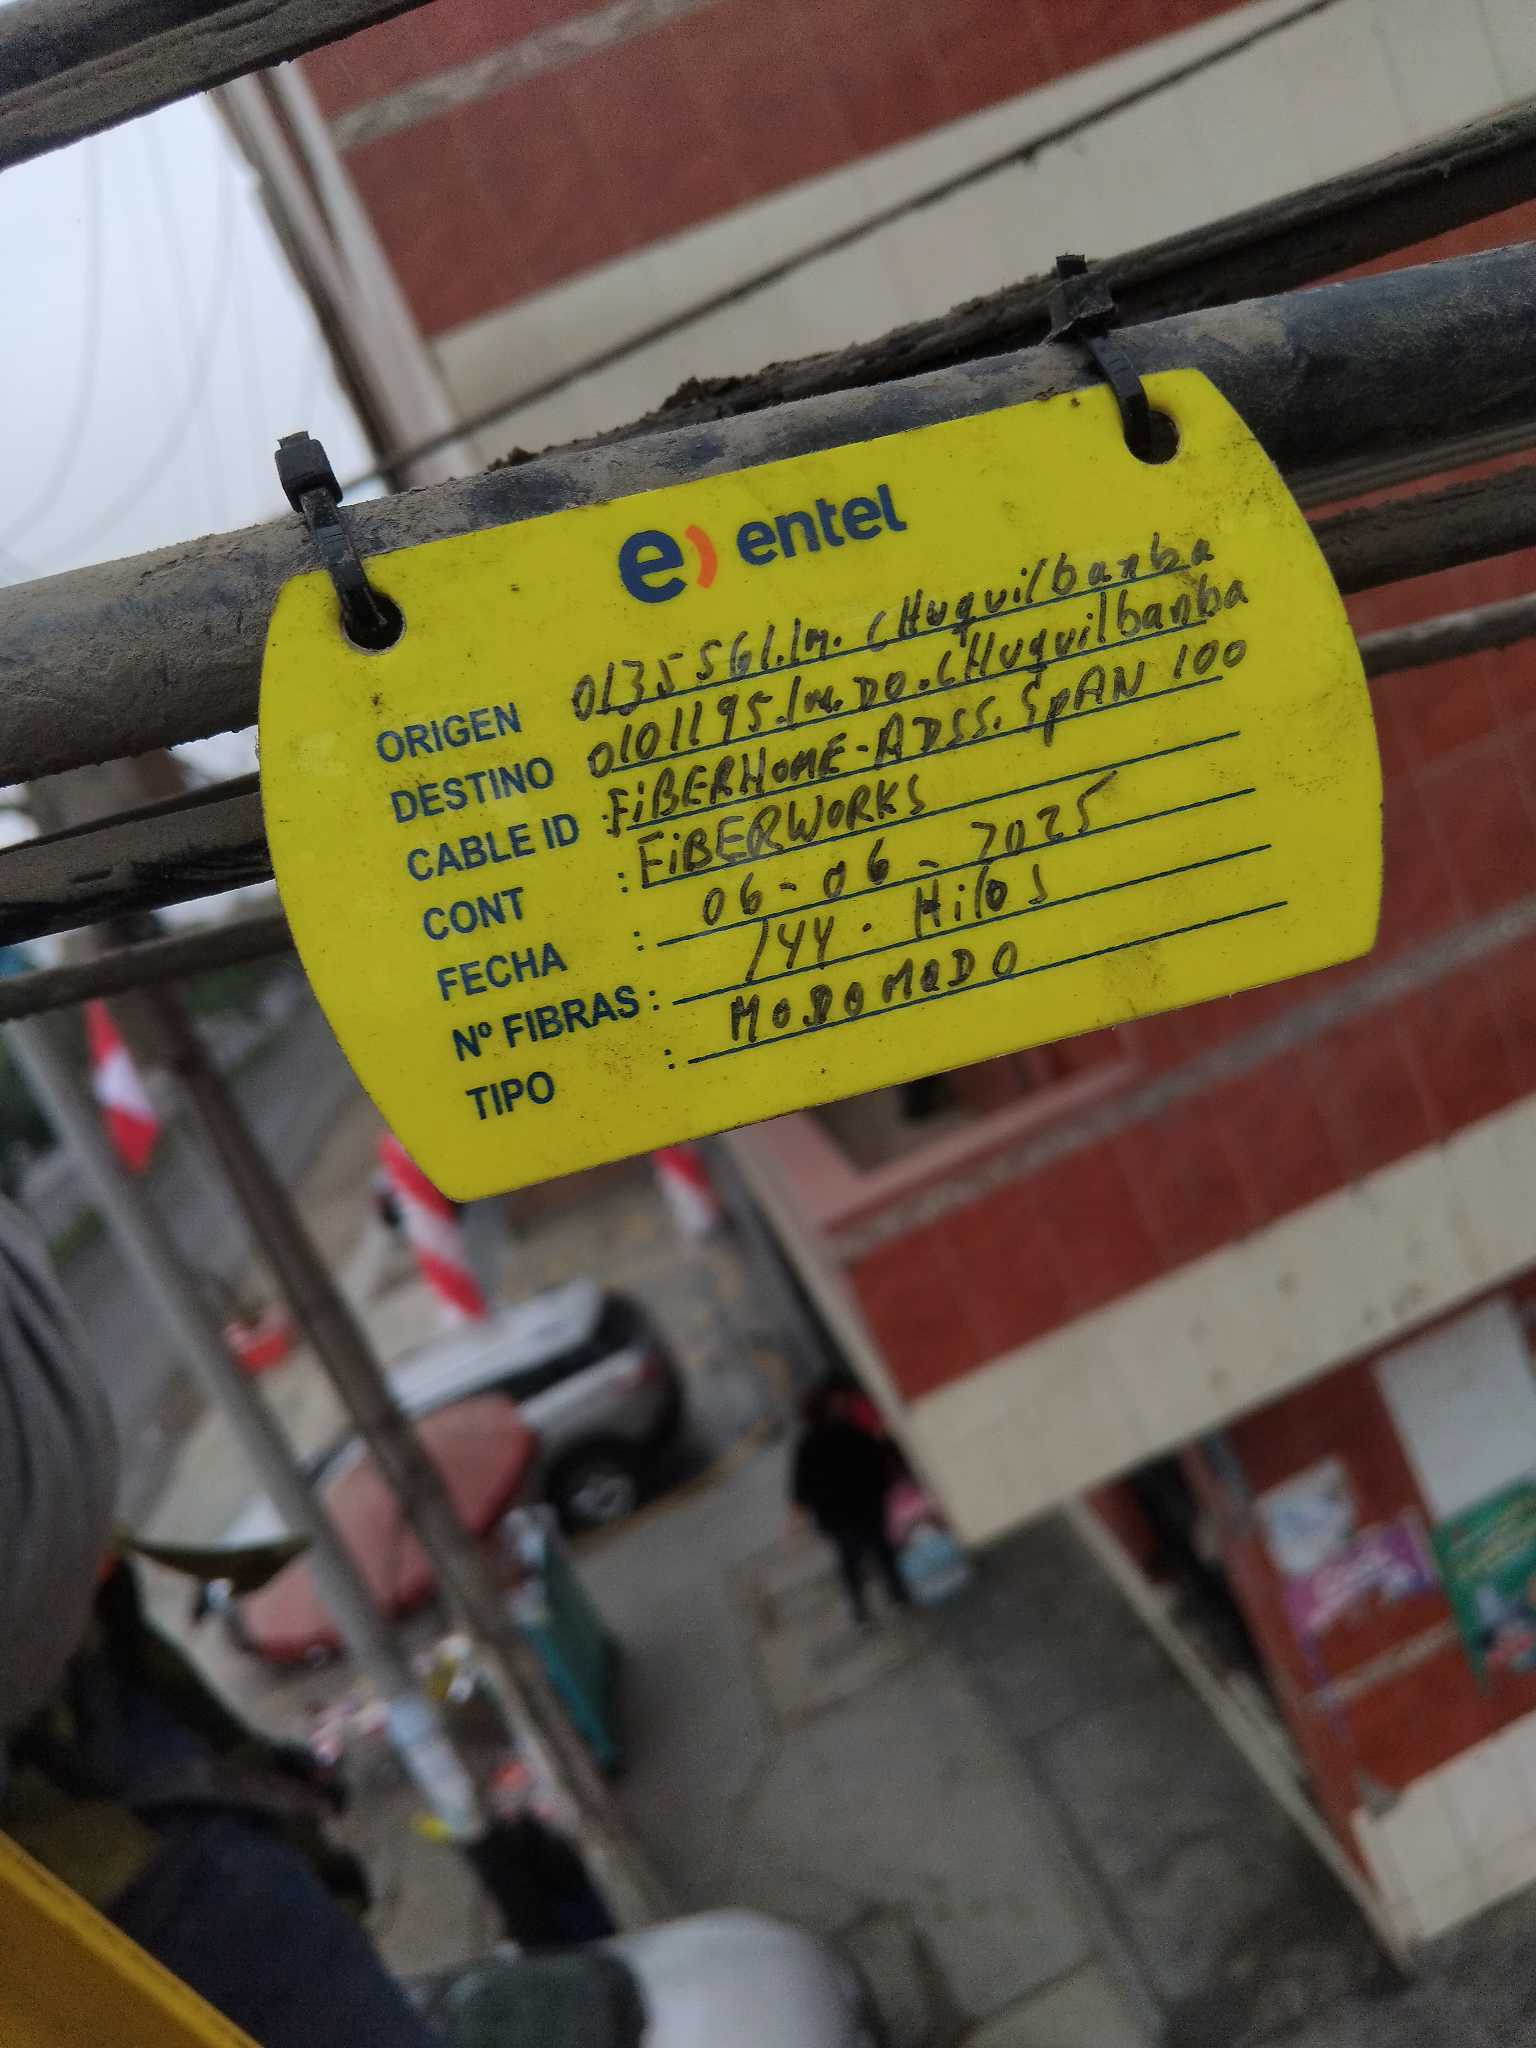 e) entel
ORIGEN 0135561.lm. CHuquilbanba
DESTINO 0101195.lm.DO.CHuquilbanba
CABLE ID :FiBERHOME-ADSS.SpAN 100
CONT :FiBERWORKS
FECHA : 06-06-2025
Nº FIBRAS : 144. Hilos
TIPO : MONOMODO